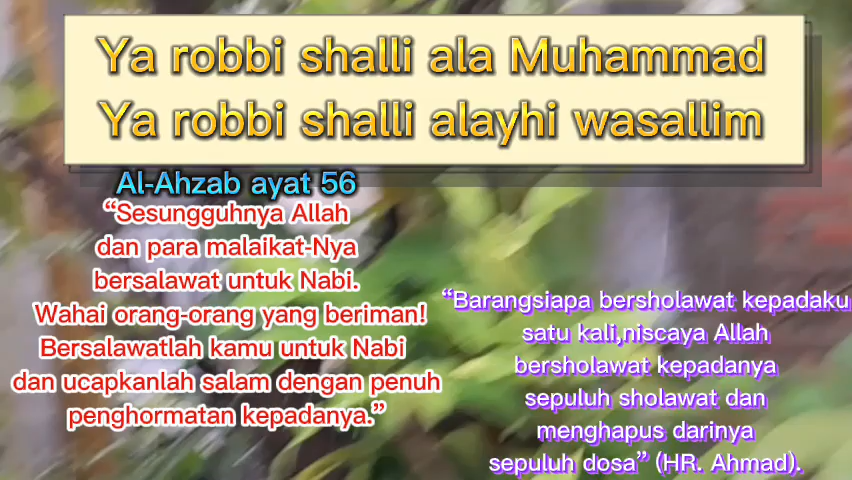 Ya robbi shalli ala Muhammad
Ya robbi shalli alayhi wasallim
Al-Ahzab ayat 56
“Sesungguhnya Allah
dan para malaikat-Nya
bersalawat untuk Nabi.
Wahai orang-orang yang beriman!
Bersalawatlah kamu untuk Nabi
dan ucapkanlah salam dengan penuh
penghormatan kepadanya.”
“Barangsiapa bersholawat kepadaku
satu kali,niscaya Allah
bersholawat kepadanya
sepuluh sholawat dan
menghapus darinya
sepuluh dosa” (HR. Ahmad).